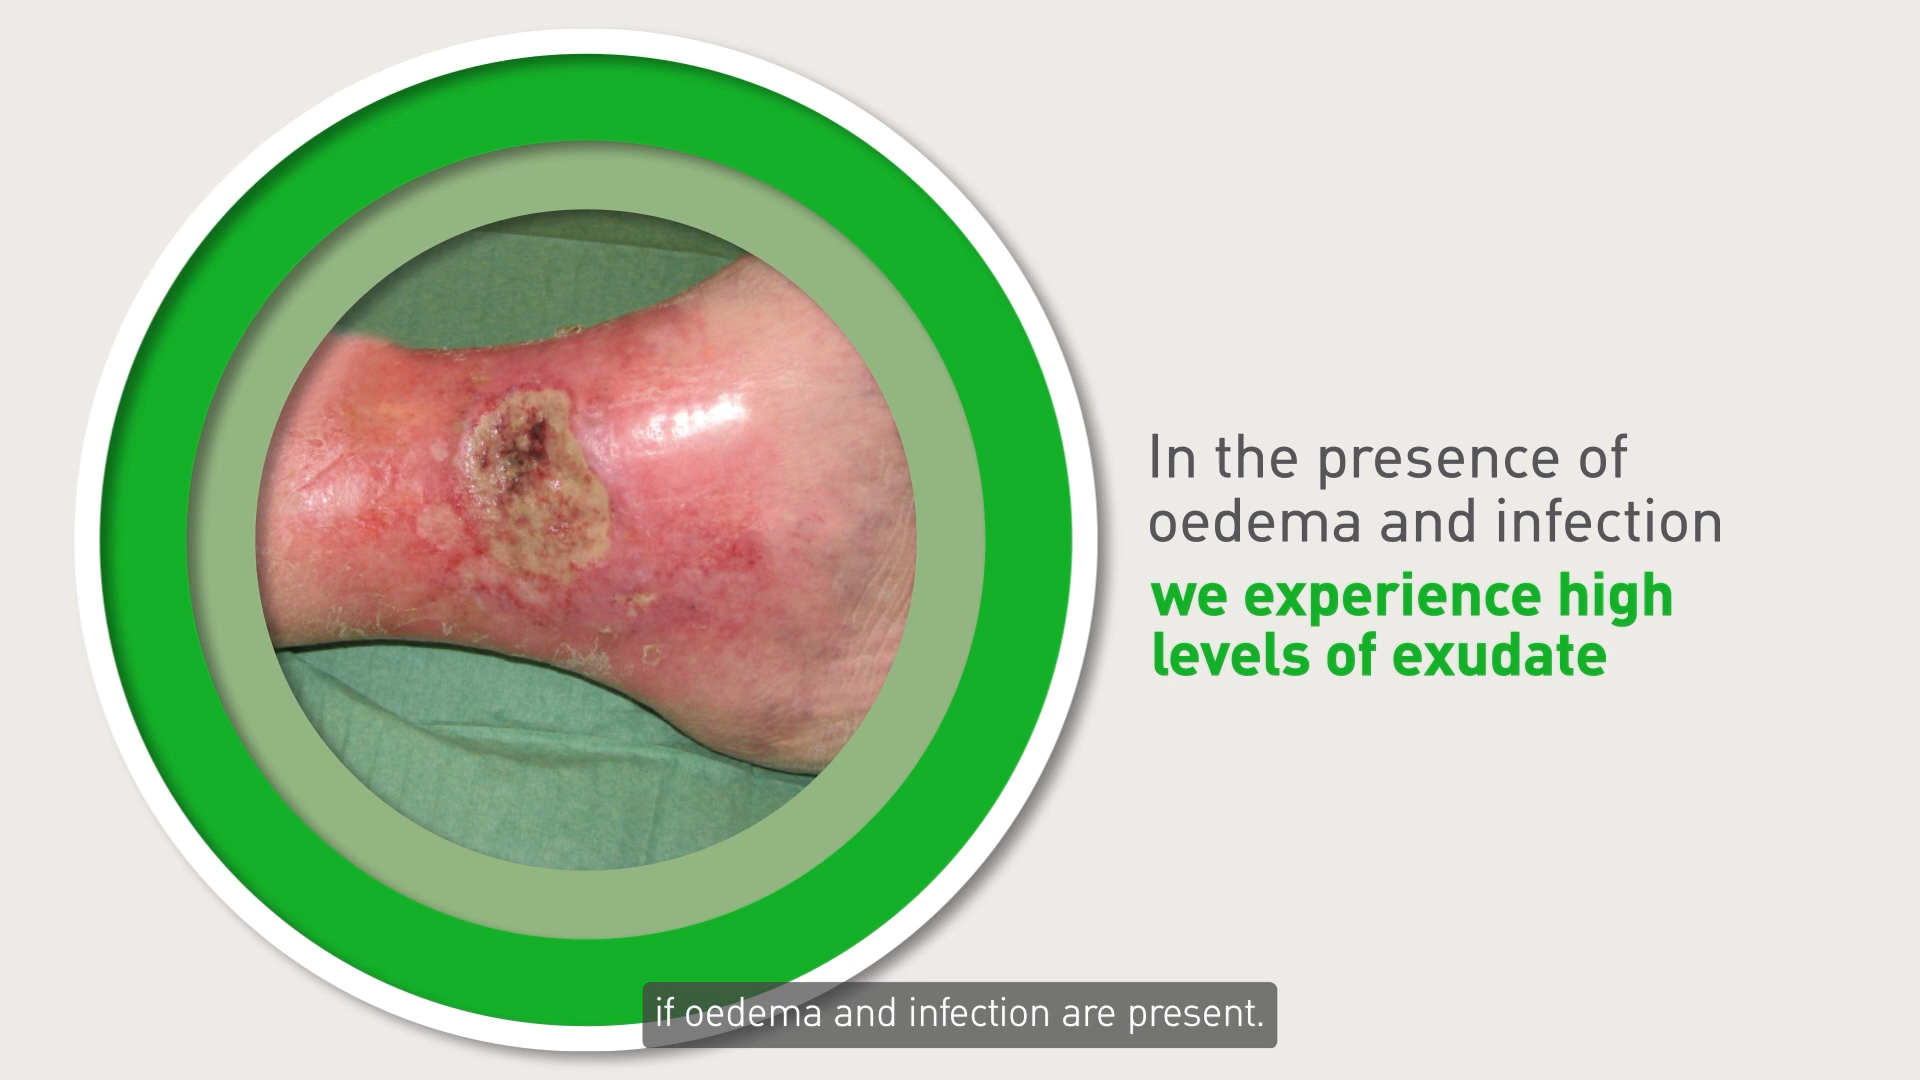 In the presence of
oedema and infection
we experience high
levels of exudate
if oedema and infection are present.